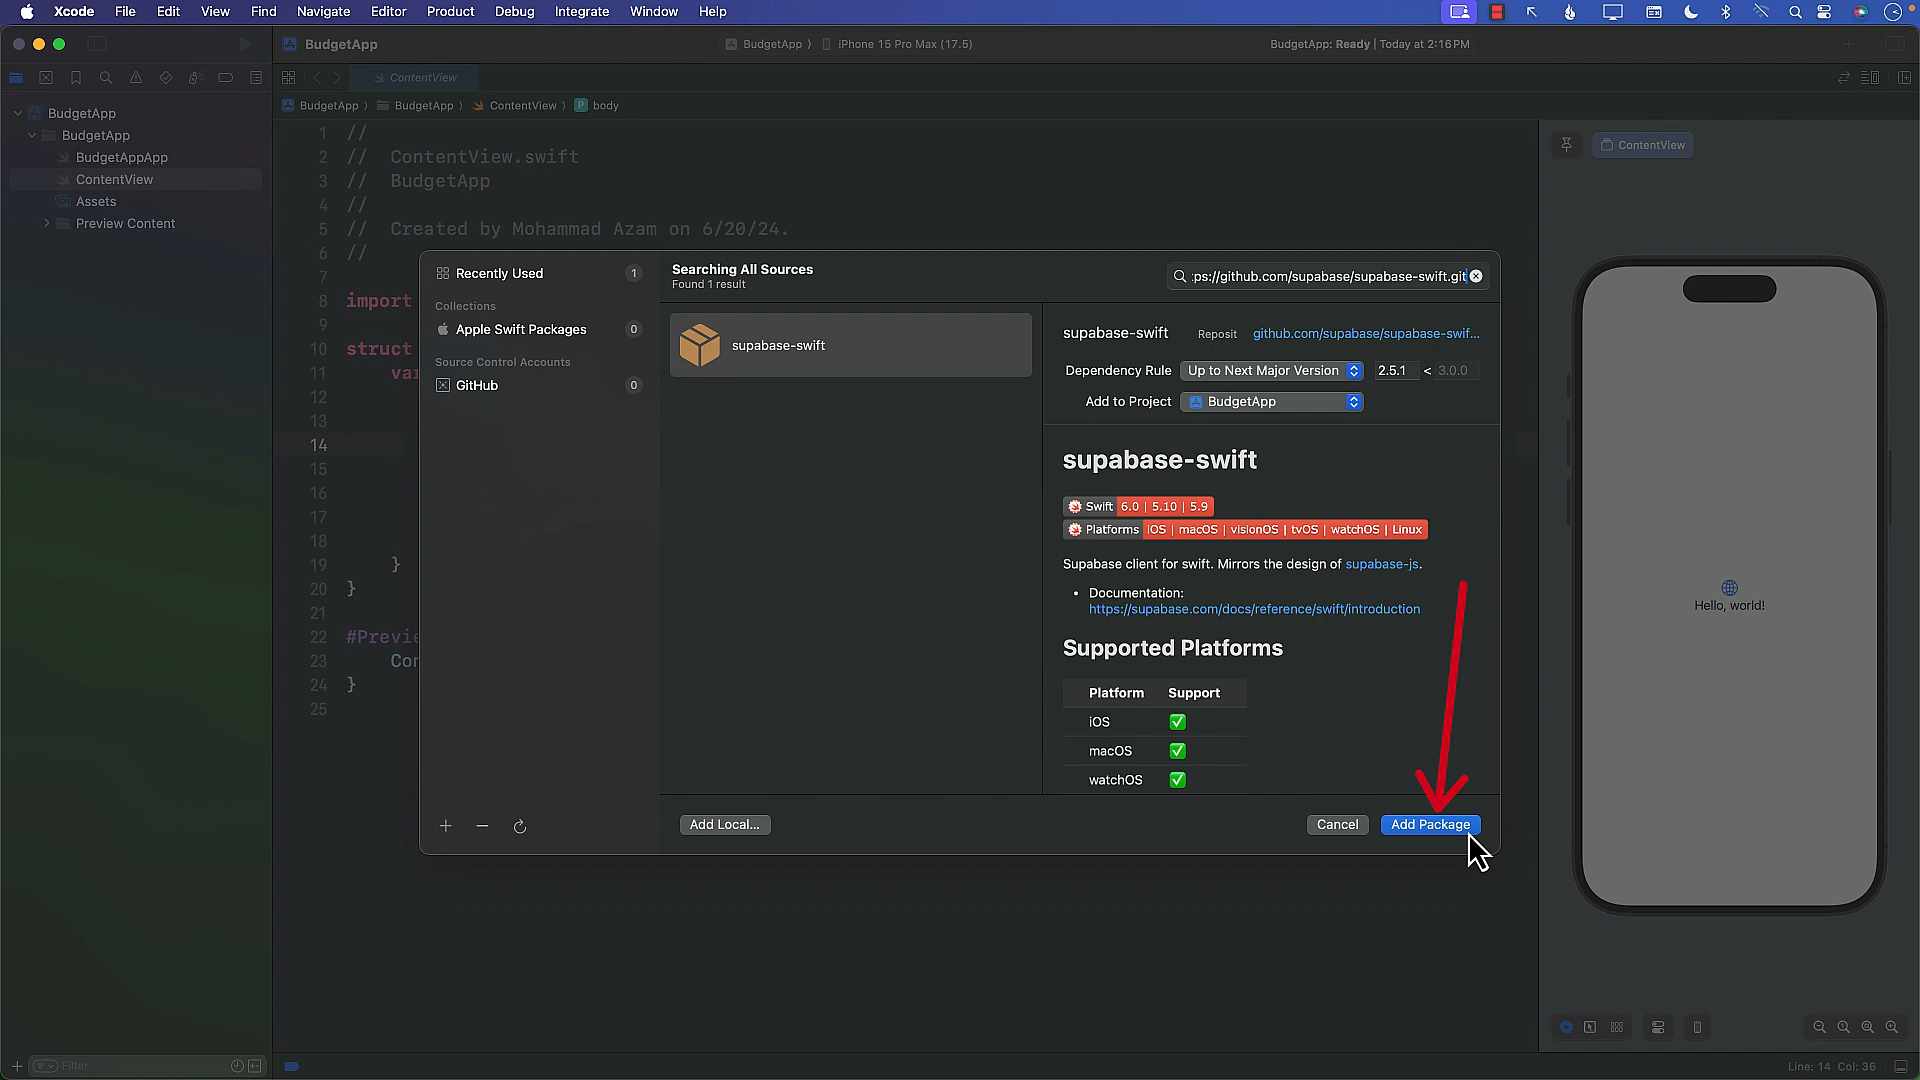 Xcode File Edit View Find Navigate Editor Product Debug Integrate Window Help
BudgetApp
BudgetApp
iPhone 15 Pro Max (17.5)
BudgetApp: Ready | Today at 2:16 PM
ContentView
BudgetApp
BudgetApp
ContentView
body
BudgetApp
BudgetApp
BudgetAppApp
ContentView
Assets
Preview Content
1 //
2 // ContentView.swift
3 // BudgetApp
4 //
5 // Created by Mohammad Azam on 6/20/24.
6 //
7
8 import
9
10 struct
11 var
12
13
14
15
16
17
18
19 }
20 }
21
22 #Previe
23 Con
24 }
25
Recently Used 1
Collections
Apple Swift Packages 0
Source Control Accounts
GitHub 0
Searching All Sources
Found 1 result
:ps://github.com/supabase/supabase-swift.git
supabase-swift
supabase-swift Reposit github.com/supabase/supabase-swif...
Dependency Rule Up to Next Major Version 2.5.1 < 3.0.0
Add to Project BudgetApp
supabase-swift
Swift 6.0 | 5.10 | 5.9
Platforms iOS | macOS | visionOS | tvOS | watchOS | Linux
Supabase client for swift. Mirrors the design of supabase-js.
• Documentation:
https://supabase.com/docs/reference/swift/introduction
Supported Platforms
Platform Support
iOS
macOS
watchOS
Add Local...
Cancel
Add Package
ContentView
Hello, world!
Filter
Line: 14 Col: 36